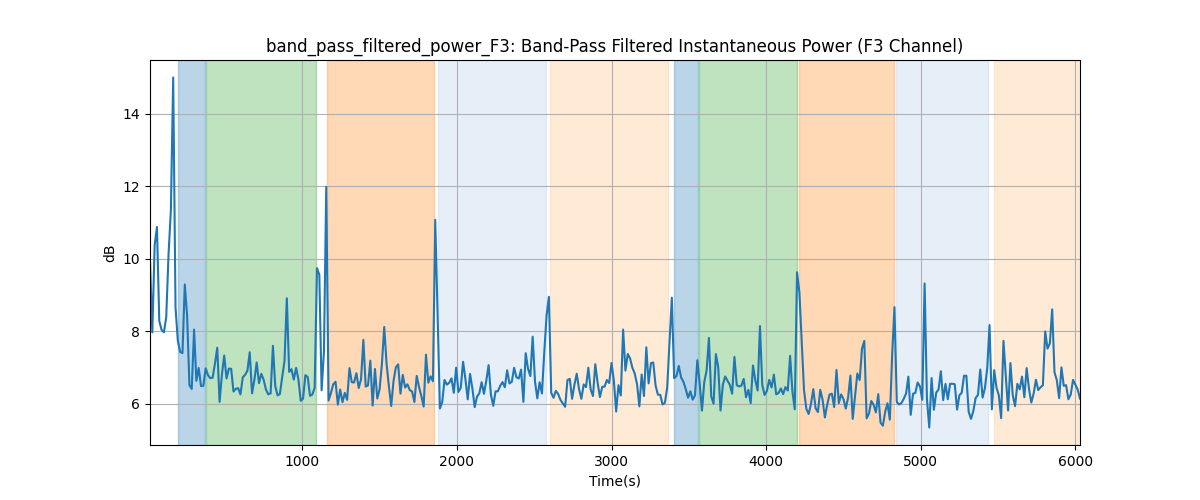 band_pass_filtered_power_F3: Band-Pass Filtered Instantaneous Power (F3 Channel)
14
12
10
8
6
dB
1000 2000 3000 4000 5000 6000
Time(s)